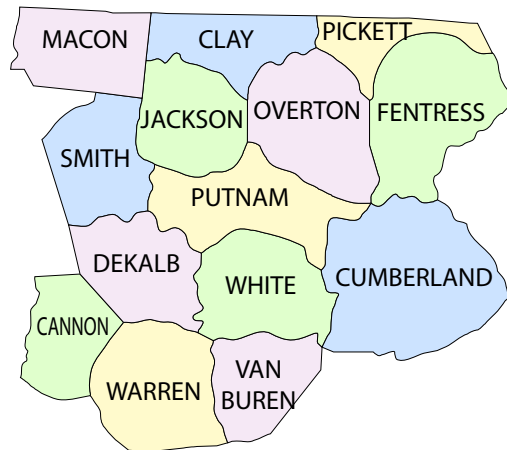 MACON
CLAY
PICKETT
JACKSON
OVERTON
FENTRESS
SMITH
PUTNAM
DEKALB
WHITE
CUMBERLAND
CANNON
WARREN
VAN
BUREN